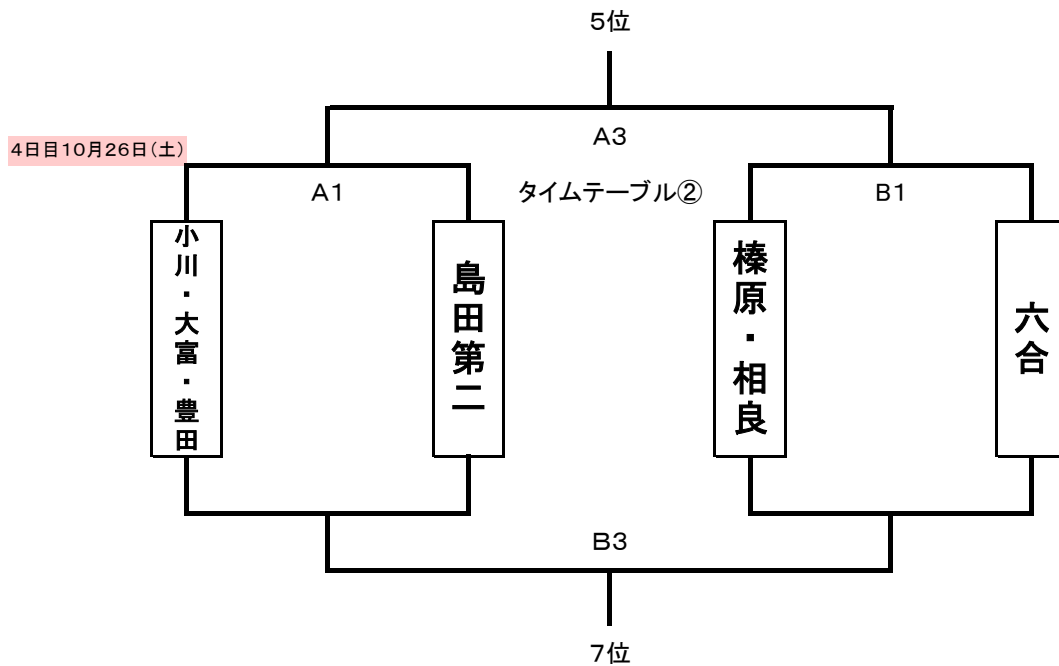 5位
A3
4日目10月26日(土)
A1
タイムテーブル②
B1
小川・大富・豊田
島田第二
榛原・相良
六合
B3
7位